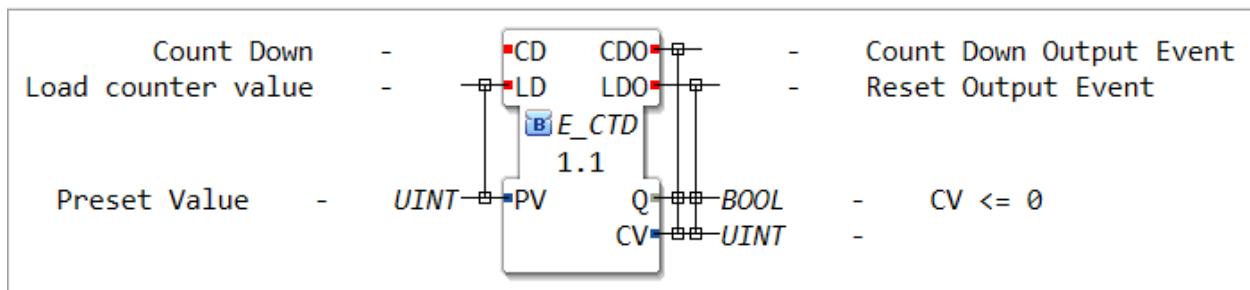 Count Down - CD CDO - Count Down Output Event
Load counter value - LD LDO - Reset Output Event
B E_CTD
1.1
Preset Value - UINT PV Q BOOL - CV <= 0
CV UINT -